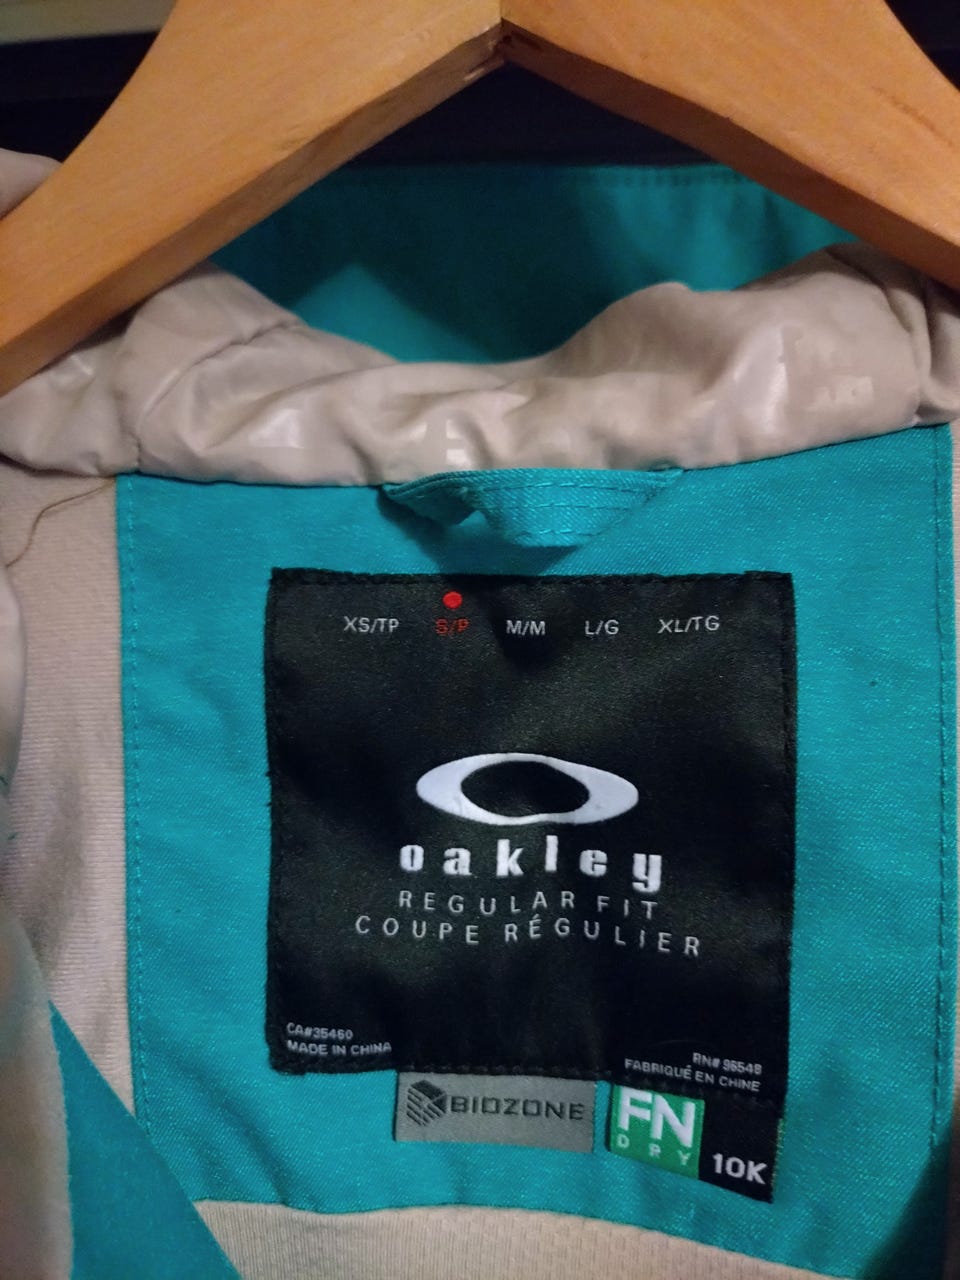 XS/TP S/P M/M L/G XL/TG
oakley
REGULAR FIT
COUPE RÉGULIER
CA#35460
MADE IN CHINA
RN# 96548
FABRIQUÉ EN CHINE
BIOZONE
FN
DRY
10K